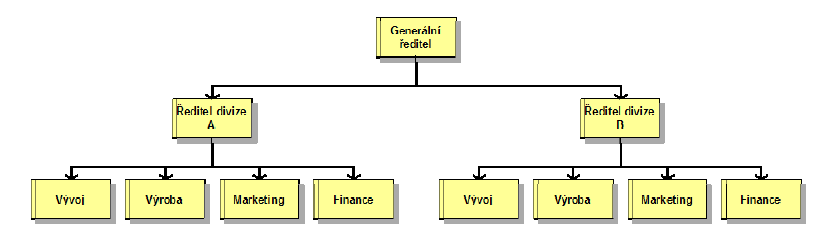 Generální
ředitel
Ředitel divize
A
Ředitel divize
B
Vývoj
Výroba
Marketing
Finance
Vývoj
Výroba
Marketing
Finance